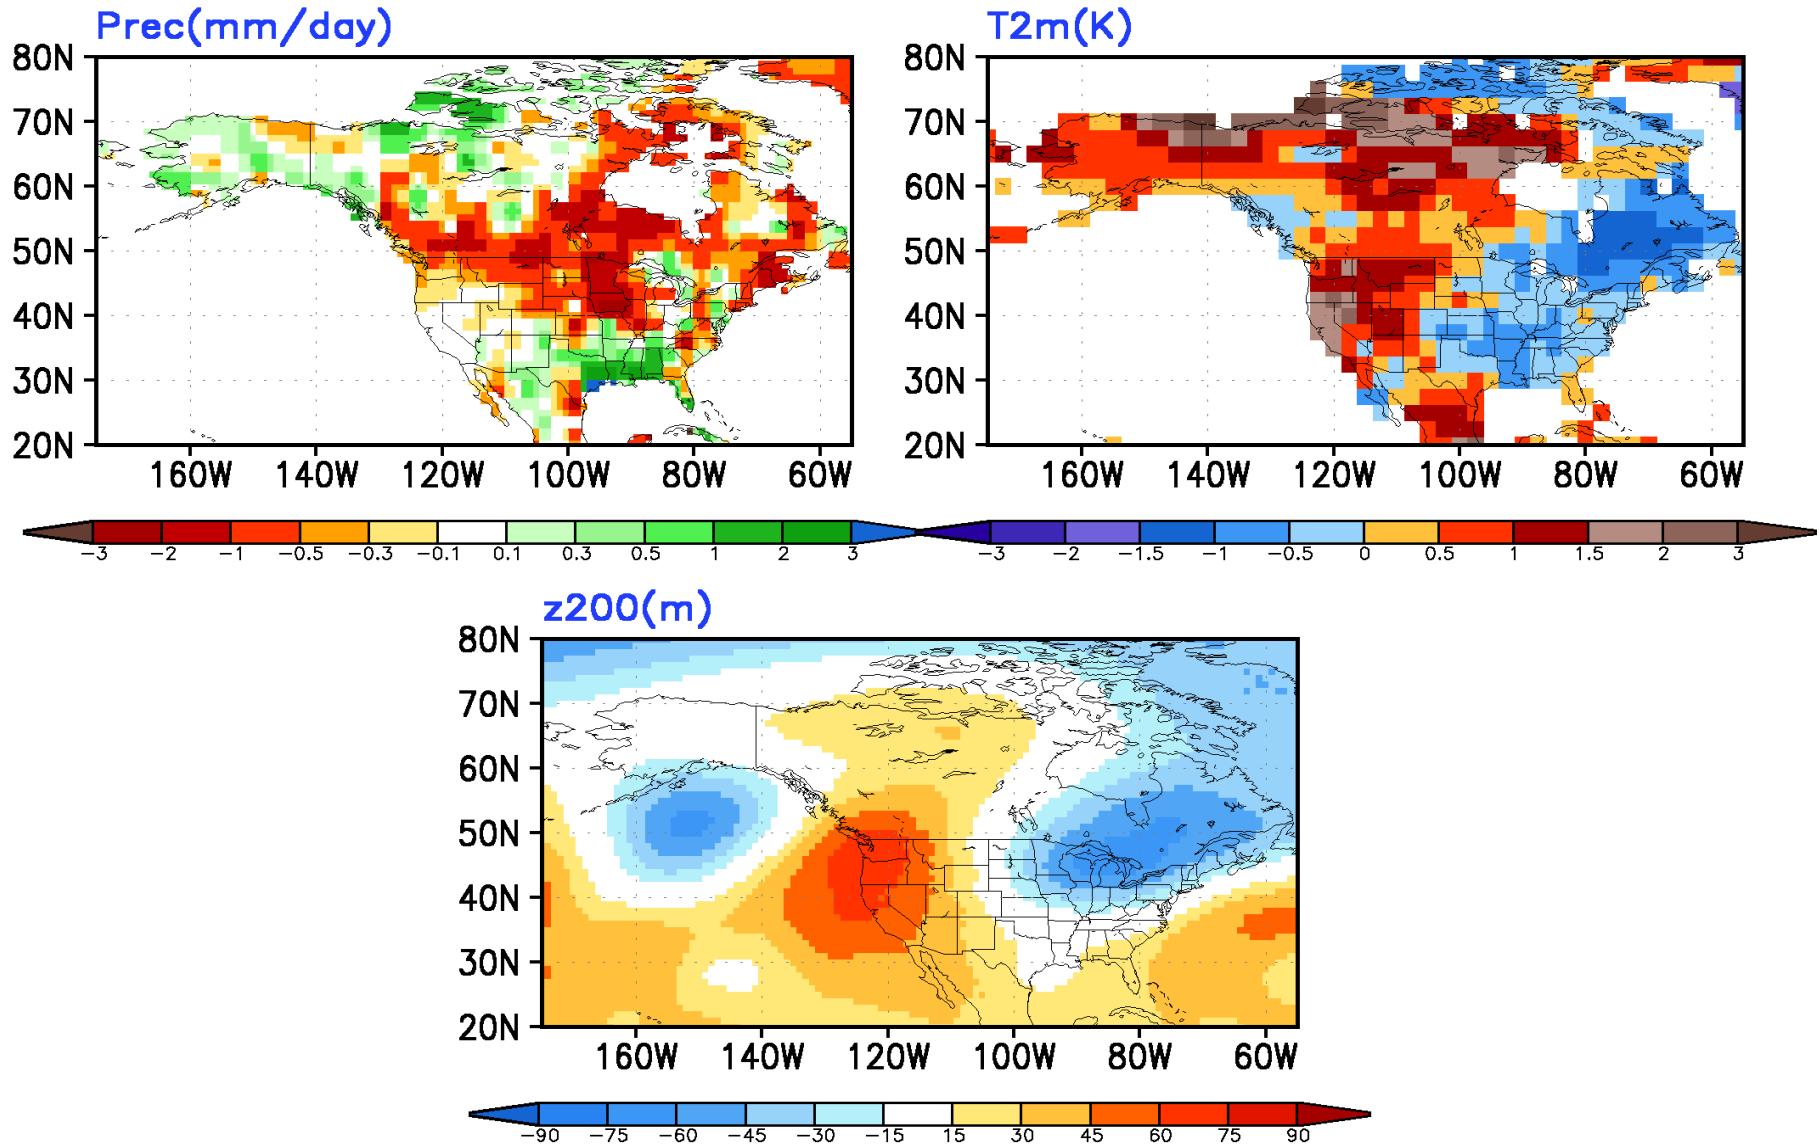 Prec(mm/day)
80N
70N
60N
50N
40N
30N
20N
160W 140W 120W 100W 80W 60W
-3 -2 -1 -0.5 -0.3 -0.1 0.1 0.3 0.5 1 2 3
T2m(K)
80N
70N
60N
50N
40N
30N
20N
160W 140W 120W 100W 80W 60W
-3 -2 -1.5 -1 -0.5 0 0.5 1 1.5 2 3
z200(m)
80N
70N
60N
50N
40N
30N
20N
160W 140W 120W 100W 80W 60W
-90 -75 -60 -45 -30 -15 15 30 45 60 75 90